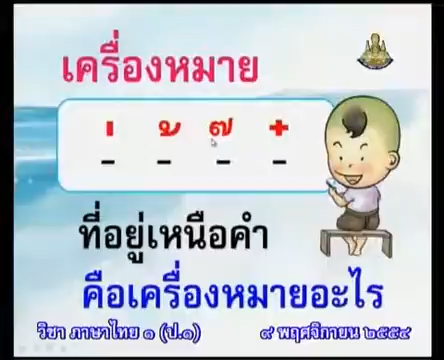 เครื่องหมาย
่ ้ ๊ ๋
- - - -
ที่อยู่เหนือคำ
คือเครื่องหมายอะไร
วิชา ภาษาไทย ๑ (ป.๑) ๙ พฤศจิกายน ๒๕๕๔